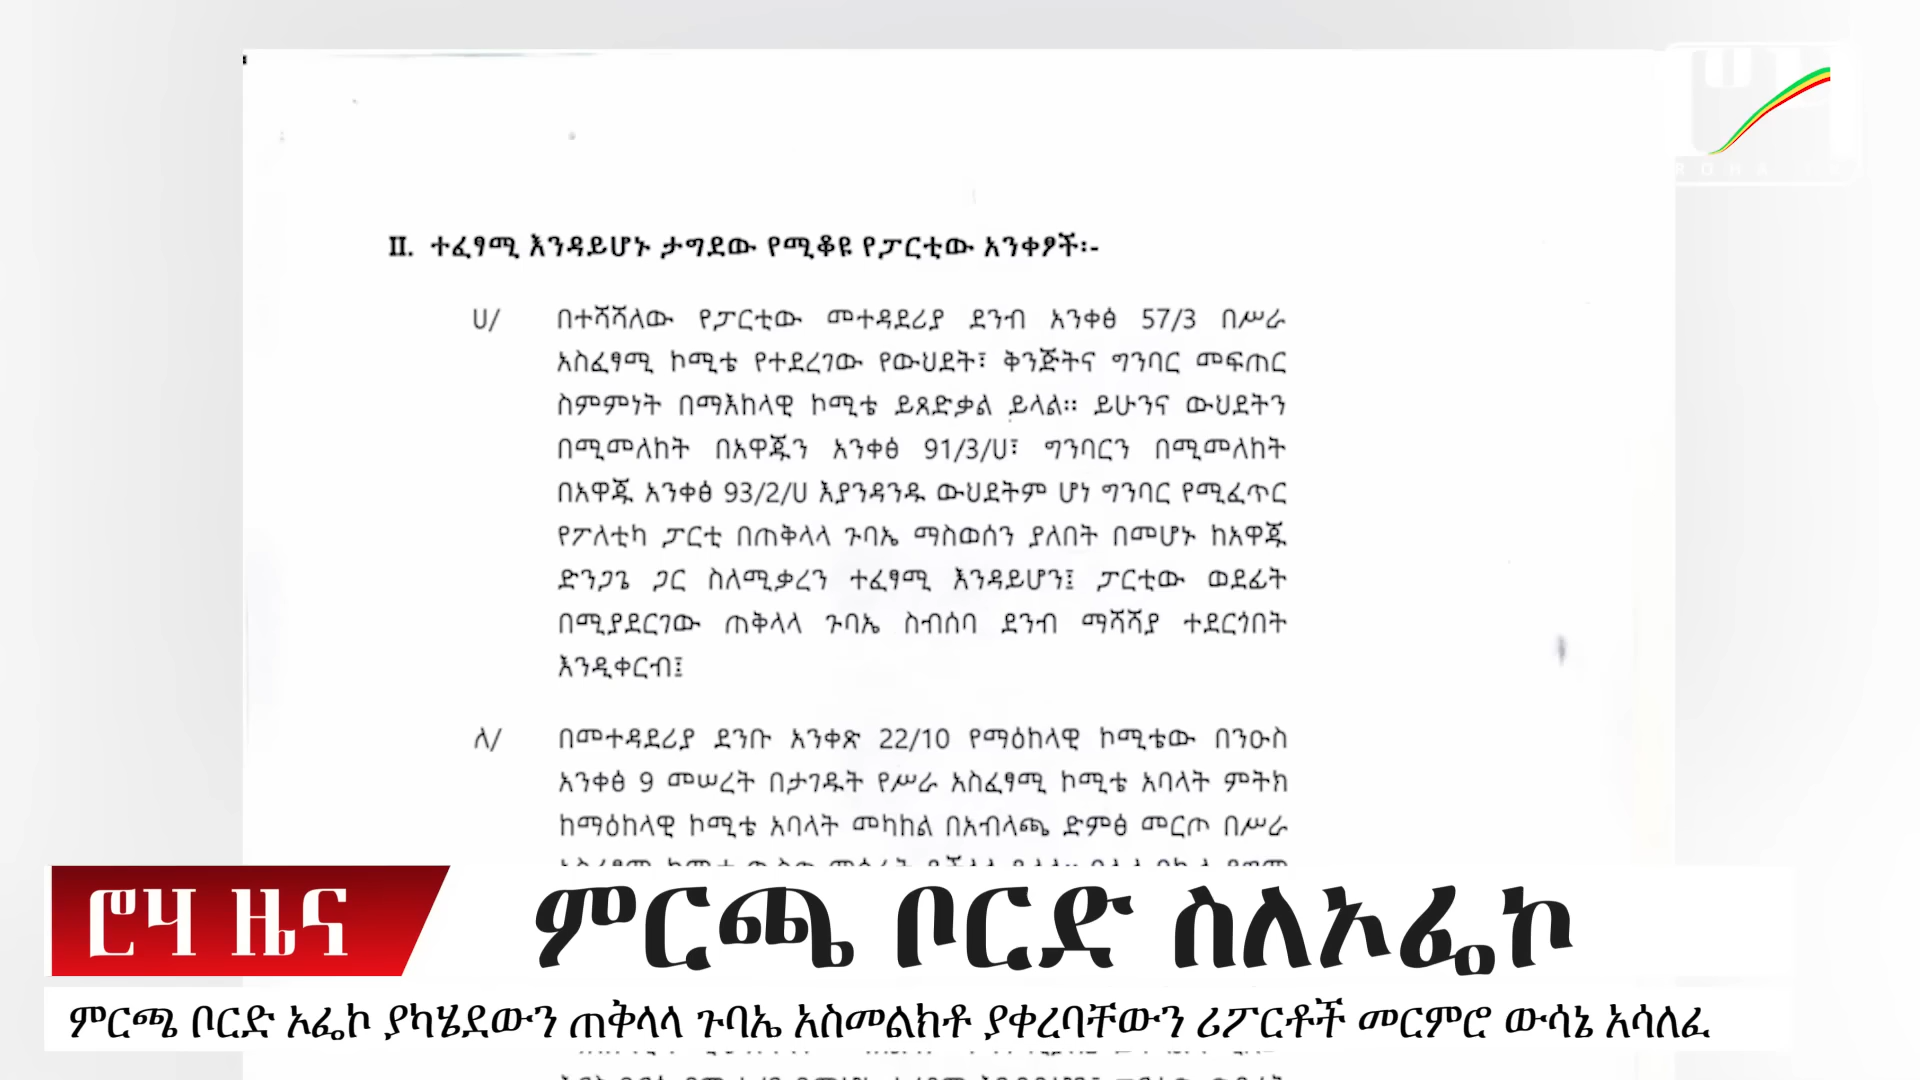 II. ተፈፃሚ እንዳይሆኑ ታግደው የሚቆዩ የፓርቲው አንቀፆች፡-
ሀ/ በተሻሻለው የፓርቲው መተዳደሪያ ደንብ አንቀፅ 57/3 በሥራ
አስፈፃሚ ኮሚቴ የተደረገው የውህደት፣ ቅንጅትና ግንባር መፍጠር
ስምምነት በማእከላዊ ኮሚቴ ይጸድቃል ይላል። ይሁንና ውህደትን
በሚመለከት በአዋጁን አንቀፅ 91/3/ሀ፣ ግንባርን በሚመለከት
በአዋጁ አንቀፅ 93/2/ሀ እያንዳንዱ ውህደትም ሆነ ግንባር የሚፈጥር
የፖለቲካ ፓርቲ በጠቅላላ ጉባኤ ማስወሰን ያለበት በመሆኑ ከአዋጁ
ድንጋጌ ጋር ስለሚቃረን ተፈፃሚ እንዳይሆን፤ ፓርቲው ወደፊት
በሚያደርገው ጠቅላላ ጉባኤ ስብሰባ ደንብ ማሻሻያ ተደርጎበት
እንዲቀርብ፤
ለ/ በመተዳደሪያ ደንቡ አንቀጽ 22/10 የማዕከላዊ ኮሚቴው በንዑስ
አንቀፅ 9 መሠረት በታገዱት የሥራ አስፈፃሚ ኮሚቴ አባላት ምትክ
ከማዕከላዊ ኮሚቴ አባላት መካከል በአብላጫ ድምፅ መርጦ በሥራ
ሮሃ ዜና
ምርጫ ቦርድ ስለኦፌኮ
ምርጫ ቦርድ ኦፌኮ ያካሄደውን ጠቅላላ ጉባኤ አስመልክቶ ያቀረባቸውን ሪፖርቶች መርምሮ ውሳኔ አሳለፈ